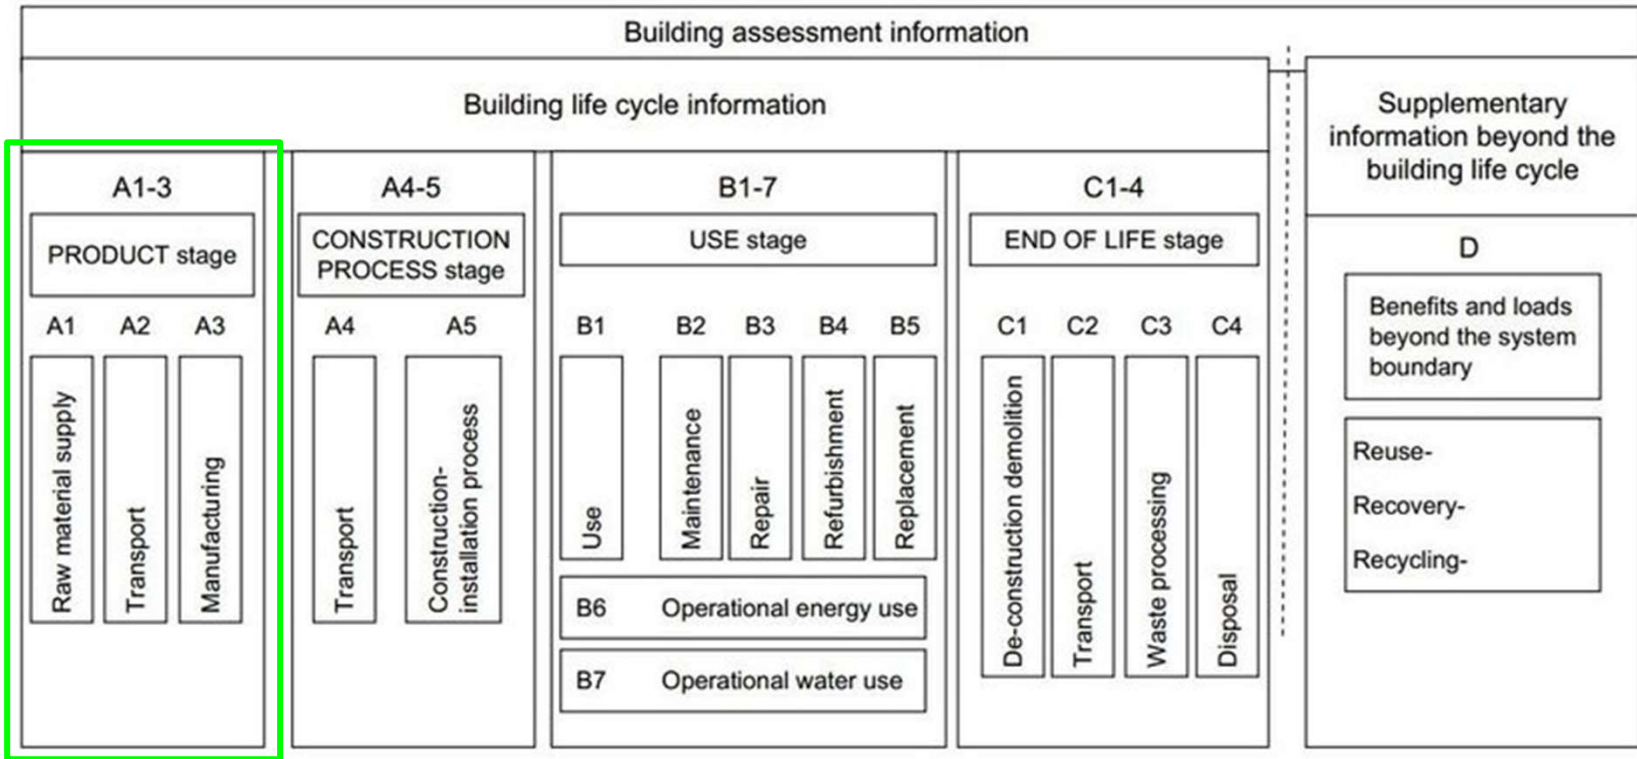 Building assessment information
Building life cycle information
Supplementary
information beyond the
building life cycle
A1-3
PRODUCT stage
A1 A2 A3
Raw material supply
Transport
Manufacturing
A4-5
CONSTRUCTION
PROCESS stage
A4 A5
Transport
Construction-
installation process
B1-7
USE stage
B1 B2 B3 B4 B5
Use
Maintenance
Repair
Refurbishment
Replacement
B6 Operational energy use
B7 Operational water use
C1-4
END OF LIFE stage
C1 C2 C3 C4
De-construction demolition
Transport
Waste processing
Disposal
D
Benefits and loads
beyond the system
boundary
Reuse-
Recovery-
Recycling-